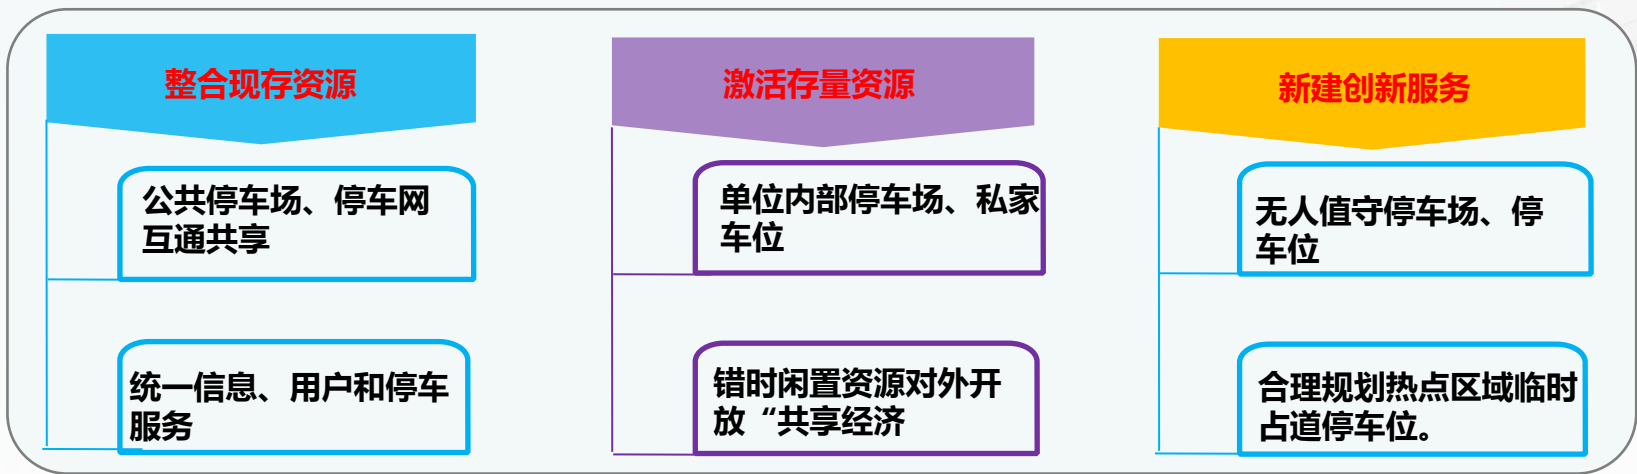 整合现存资源
公共停车场、停车网
互通共享
统一信息、用户和停车
服务
激活存量资源
单位内部停车场、私家
车位
错时闲置资源对外开
放“共享经济
新建创新服务
无人值守停车场、停
车位
合理规划热点区域临时
占道停车位。